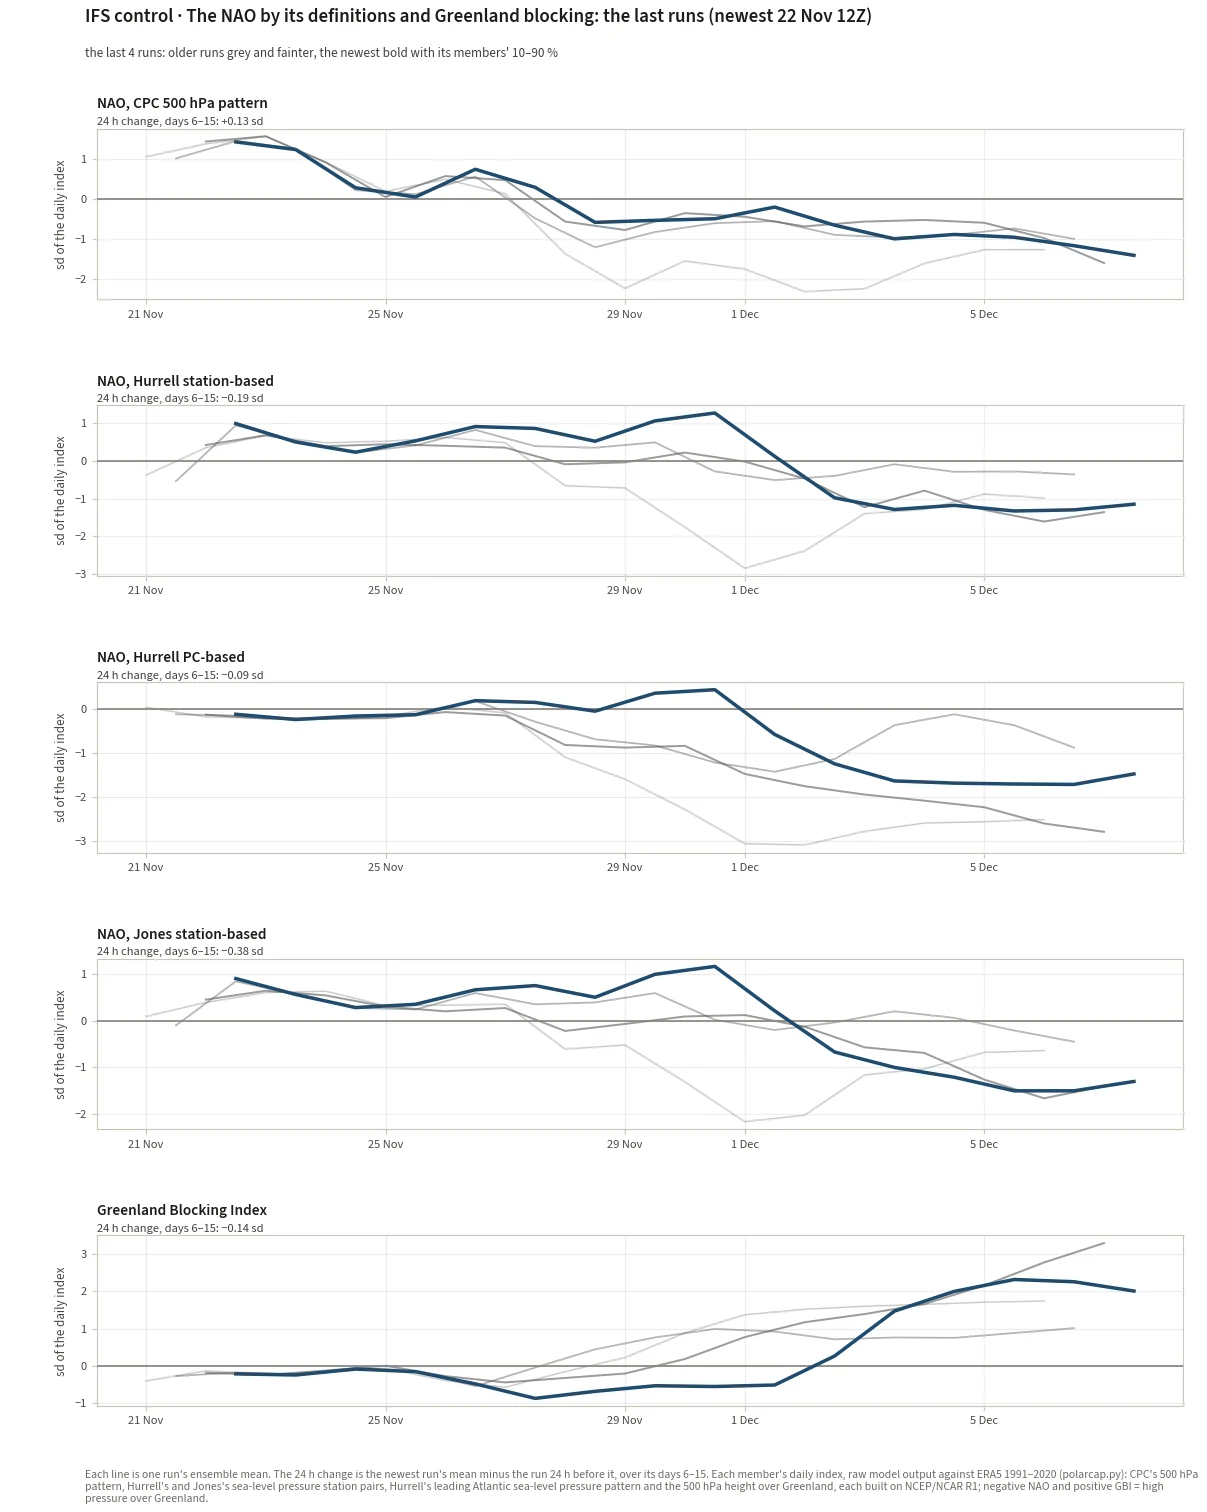 IFS control · The NAO by its definitions and Greenland blocking: the last runs (newest 22 Nov 12Z)
the last 4 runs: older runs grey and fainter, the newest bold with its members' 10–90 %
NAO, CPC 500 hPa pattern
24 h change, days 6–15: +0.13 sd
sd of the daily index
1
0
−1
−2
21 Nov 25 Nov 29 Nov 1 Dec 5 Dec
NAO, Hurrell station-based
24 h change, days 6–15: −0.19 sd
sd of the daily index
1
0
−1
−2
−3
21 Nov 25 Nov 29 Nov 1 Dec 5 Dec
NAO, Hurrell PC-based
24 h change, days 6–15: −0.09 sd
sd of the daily index
0
−1
−2
−3
21 Nov 25 Nov 29 Nov 1 Dec 5 Dec
NAO, Jones station-based
24 h change, days 6–15: −0.38 sd
sd of the daily index
1
0
−1
−2
21 Nov 25 Nov 29 Nov 1 Dec 5 Dec
Greenland Blocking Index
24 h change, days 6–15: −0.14 sd
sd of the daily index
3
2
1
0
−1
21 Nov 25 Nov 29 Nov 1 Dec 5 Dec
Each line is one run's ensemble mean. The 24 h change is the newest run's mean minus the run 24 h before it, over its days 6–15. Each member's daily index, raw model output against ERA5 1991–2020 (polarcap.py): CPC's 500 hPa
pattern, Hurrell's and Jones's sea-level pressure station pairs, Hurrell's leading Atlantic sea-level pressure pattern and the 500 hPa height over Greenland, each built on NCEP/NCAR R1; negative NAO and positive GBI = high
pressure over Greenland.